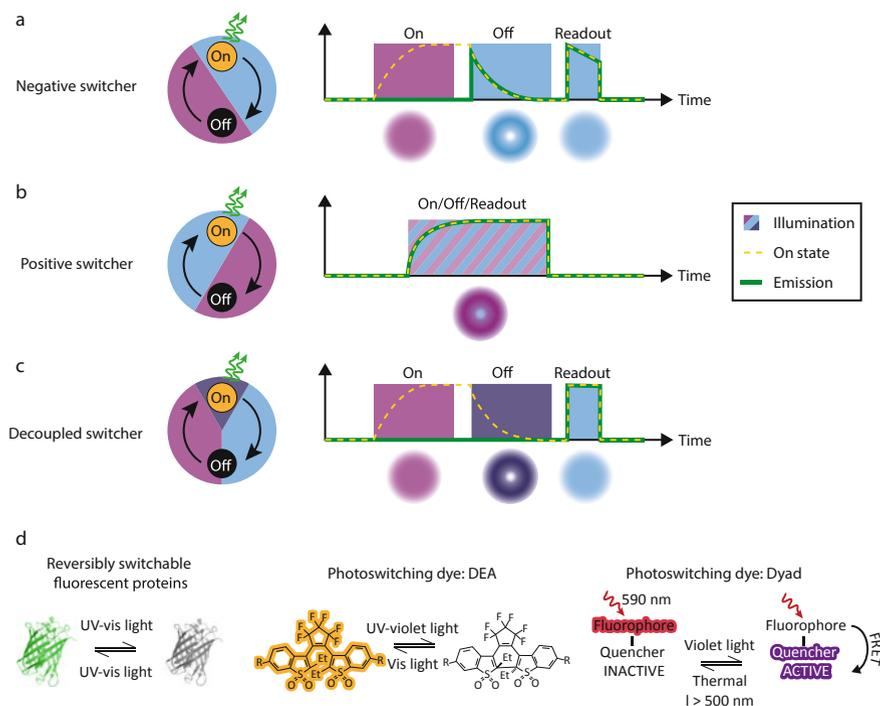 a
Negative switcher
On
Off
On
Off
Readout
Time
b
Positive switcher
On
Off
On/Off/Readout
Time
Illumination
On state
Emission
c
Decoupled switcher
On
Off
On
Off
Readout
Time
d
Reversibly switchable
fluorescent proteins
UV-vis light
UV-vis light
Photoswitching dye: DEA
F
F
F
F
F
F
R
Et
Et
R
S
S
O
O
O
O
UV-violet light
Vis light
F
F
F
F
F
F
R
Et
Et
R
S
S
O
O
O
O
Photoswitching dye: Dyad
590 nm
Fluorophore
Quencher
INACTIVE
Violet light
Thermal
l > 500 nm
Fluorophore
Quencher
ACTIVE
FRET